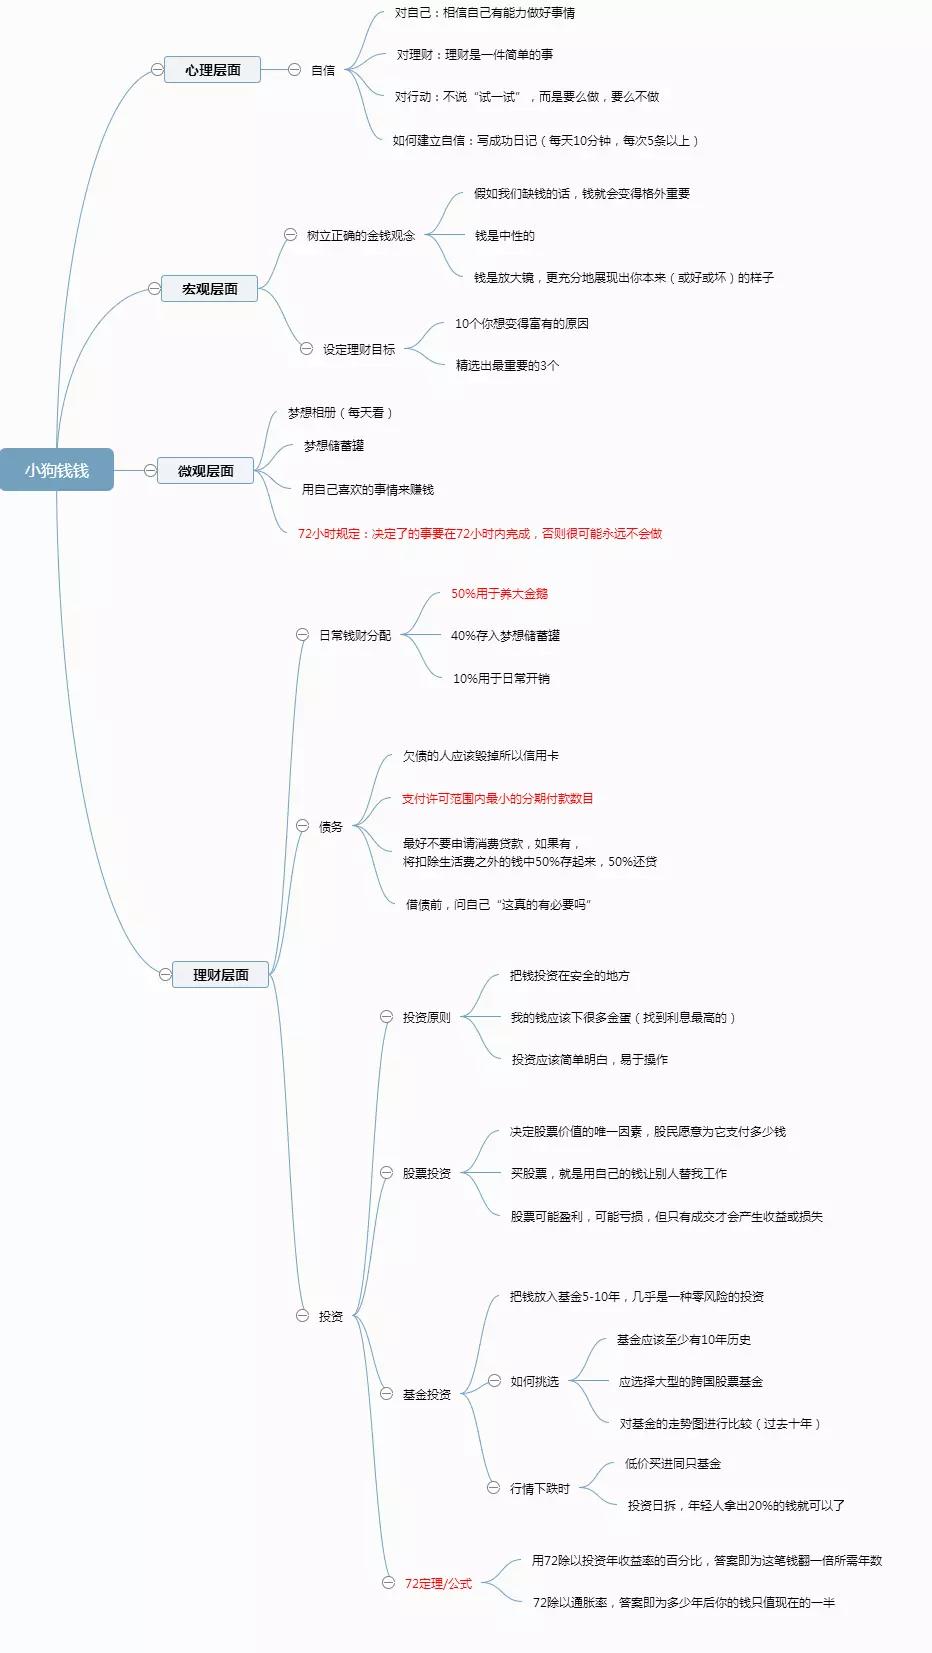 小狗钱钱
心理层面
自信
对自己：相信自己有能力做好事情
对理财：理财是一件简单的事
对行动：不说“试一试”，而是要么做，要么不做
如何建立自信：写成功日记（每天10分钟，每次5条以上）
宏观层面
树立正确的金钱观念
假如我们缺钱的话，钱就会变得格外重要
钱是中性的
钱是放大镜，更充分地展现出你本来（或好或坏）的样子
设定理财目标
10个你想变得富有的原因
精选出最重要的3个
微观层面
梦想相册（每天看）
梦想储蓄罐
用自己喜欢的事情来赚钱
72小时规定：决定了的事要在72小时内完成，否则很可能永远不会做
理财层面
日常钱财分配
50%用于养大金鹅
40%存入梦想储蓄罐
10%用于日常开销
债务
欠债的人应该毁掉所以信用卡
支付许可范围内最小的分期付款数目
最好不要申请消费贷款，如果有，
将扣除生活费之外的钱中50%存起来，50%还贷
借债前，问自己“这真的有必要吗”
投资
投资原则
把钱投资在安全的地方
我的钱应该下很多金蛋（找到利息最高的）
投资应该简单明白，易于操作
股票投资
决定股票价值的唯一因素，股民愿意为它支付多少钱
买股票，就是用自己的钱让别人替我工作
股票可能盈利，可能亏损，但只有成交才会产生收益或损失
基金投资
把钱放入基金5-10年，几乎是一种零风险的投资
如何挑选
基金应该至少有10年历史
应选择大型的跨国股票基金
对基金的走势图进行比较（过去十年）
行情下跌时
低价买进同只基金
投资日拆，年轻人拿出20%的钱就可以了
72定理/公式
用72除以投资年收益率的百分比，答案即为这笔钱翻一倍所需年数
72除以通胀率，答案即为多少年后你的钱只值现在的一半